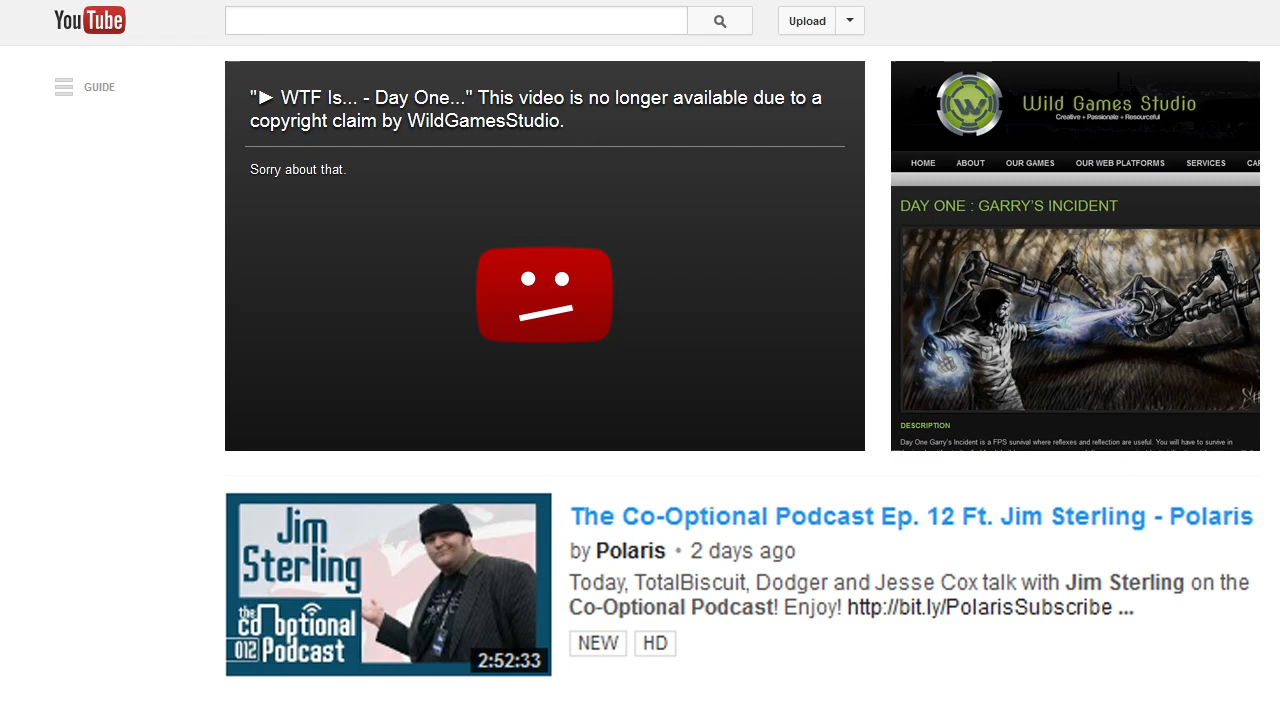 YouTube
Upload
GUIDE
"► WTF Is... - Day One..." This video is no longer available due to a
copyright claim by WildGamesStudio.
Sorry about that.
Wild Games Studio
Creative + Passionate + Resourceful
HOME ABOUT OUR GAMES OUR WEB PLATFORMS SERVICES
DAY ONE : GARRY'S INCIDENT
DESCRIPTION
Day One Garry's Incident is a FPS survival where reflexes and reflection are useful. You will have to survive in
Jim
Sterling
the
co optional
012 Podcast
2:52:33
The Co-Optional Podcast Ep. 12 Ft. Jim Sterling - Polaris
by Polaris • 2 days ago
Today, TotalBiscuit, Dodger and Jesse Cox talk with Jim Sterling on the
Co-Optional Podcast! Enjoy! http://bit.ly/PolarisSubscribe ...
NEW HD